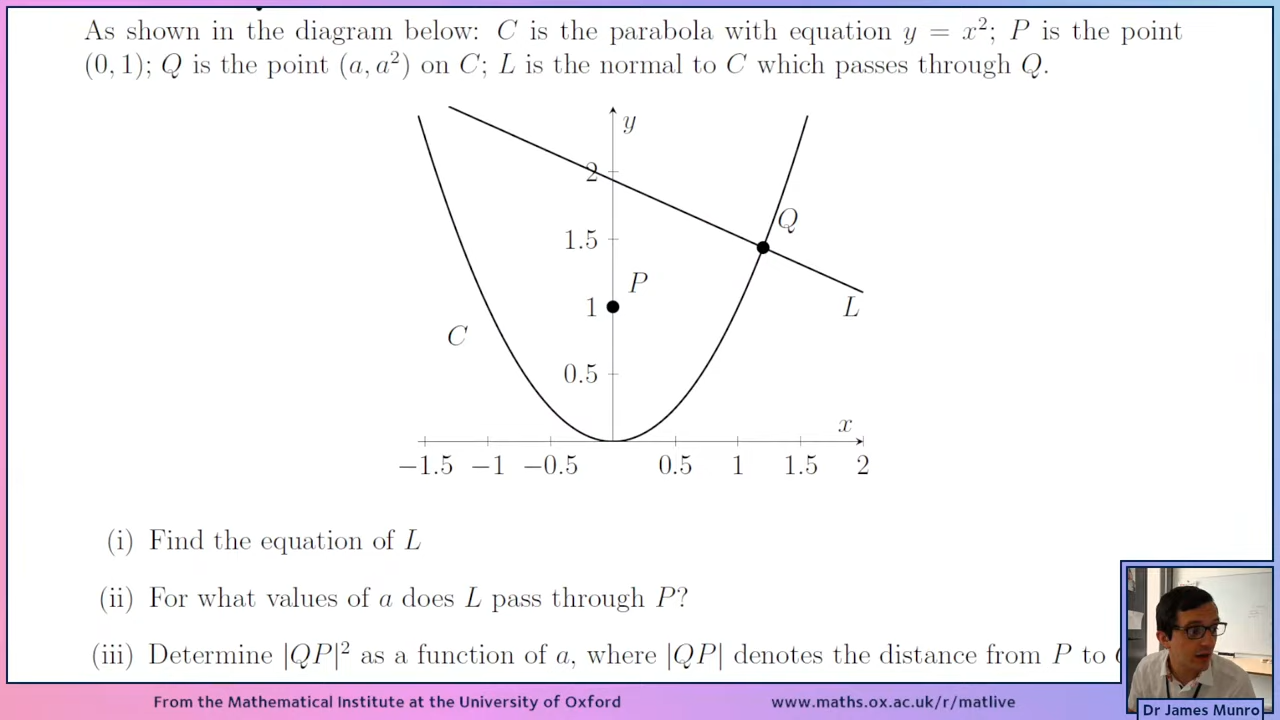 As shown in the diagram below: C is the parabola with equation y = x²; P is the point
(0, 1); Q is the point (a, a²) on C; L is the normal to C which passes through Q.
y
2
Q
1.5
P
1
L
C
0.5
x
−1.5 −1 −0.5 0.5 1 1.5 2
(i) Find the equation of L
(ii) For what values of a does L pass through P?
(iii) Determine |QP|² as a function of a, where |QP| denotes the distance from P to
From the Mathematical Institute at the University of Oxford www.maths.ox.ac.uk/r/matlive
Dr James Munro